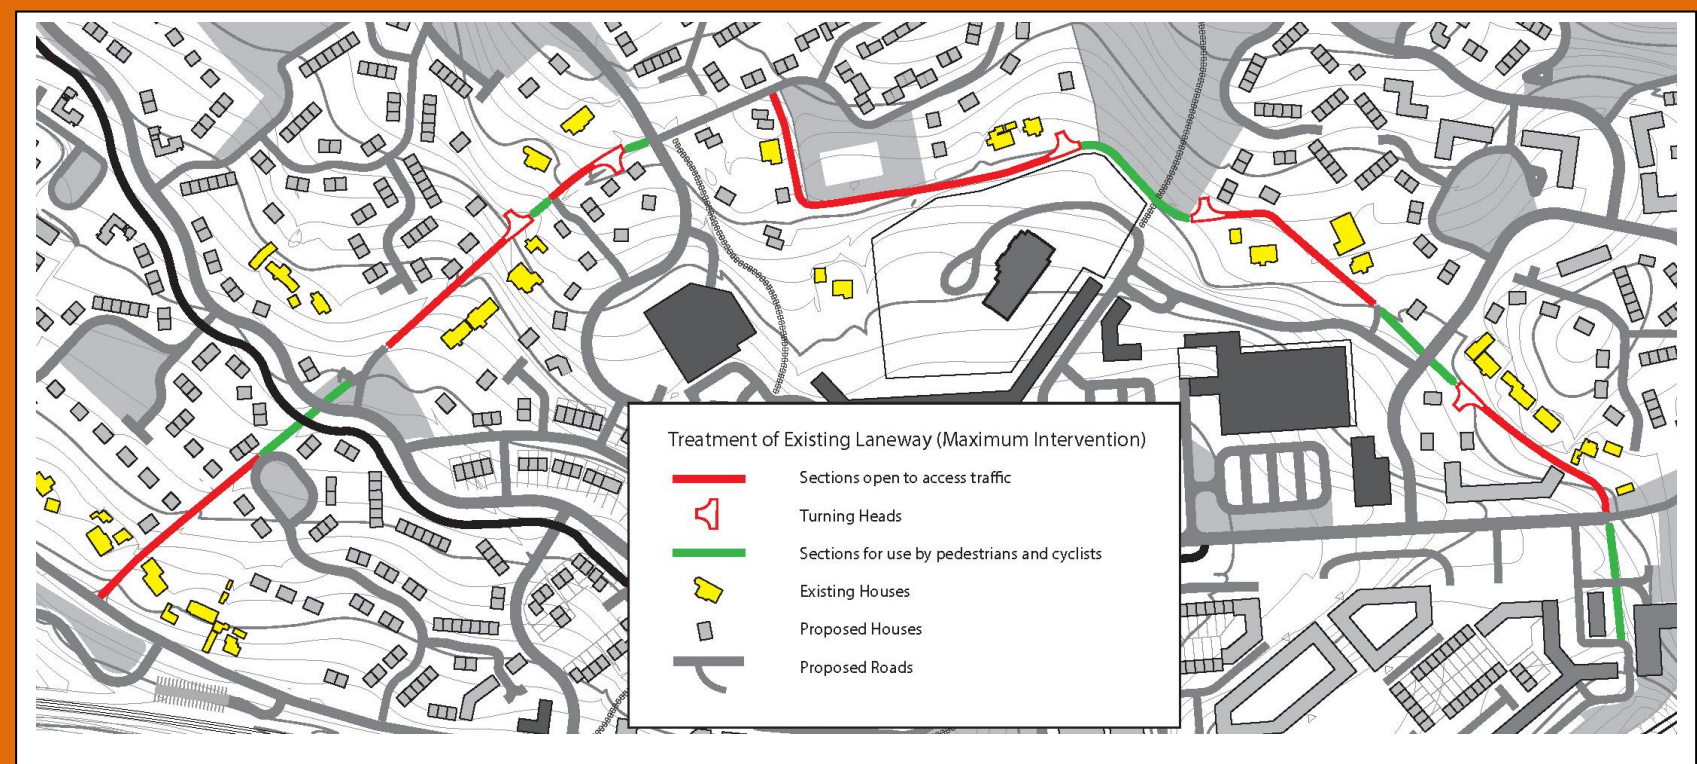 Treatment of Existing Laneway (Maximum Intervention)
Sections open to access traffic
Turning Heads
Sections for use by pedestrians and cyclists
Existing Houses
Proposed Houses
Proposed Roads